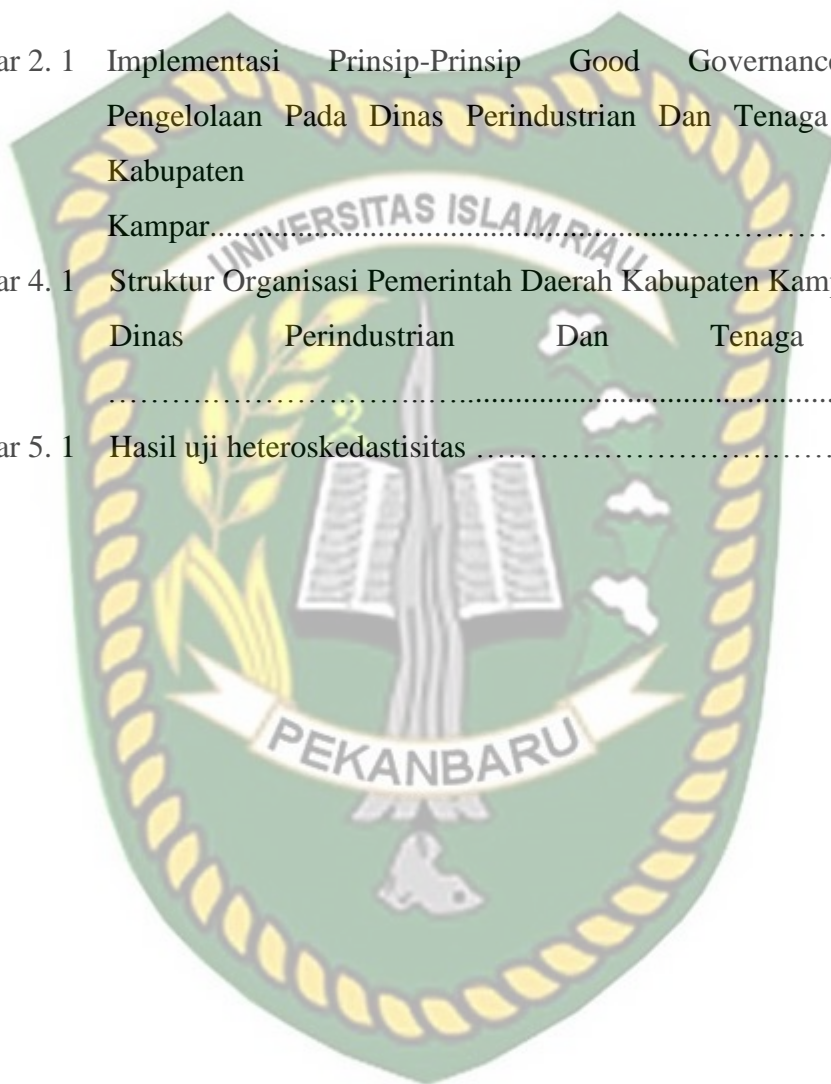 ar 2. 1 Implementasi Prinsip-Prinsip Good Governance
Pengelolaan Pada Dinas Perindustrian Dan Tenaga
Kabupaten
Kampar.......................................................................
UNIVERSITAS ISLAM RIAU
ar 4. 1 Struktur Organisasi Pemerintah Daerah Kabupaten Kamp
Dinas Perindustrian Dan Tenaga
....................................................................................
ar 5. 1 Hasil uji heteroskedastisitas ..........................................
PEKANBARU